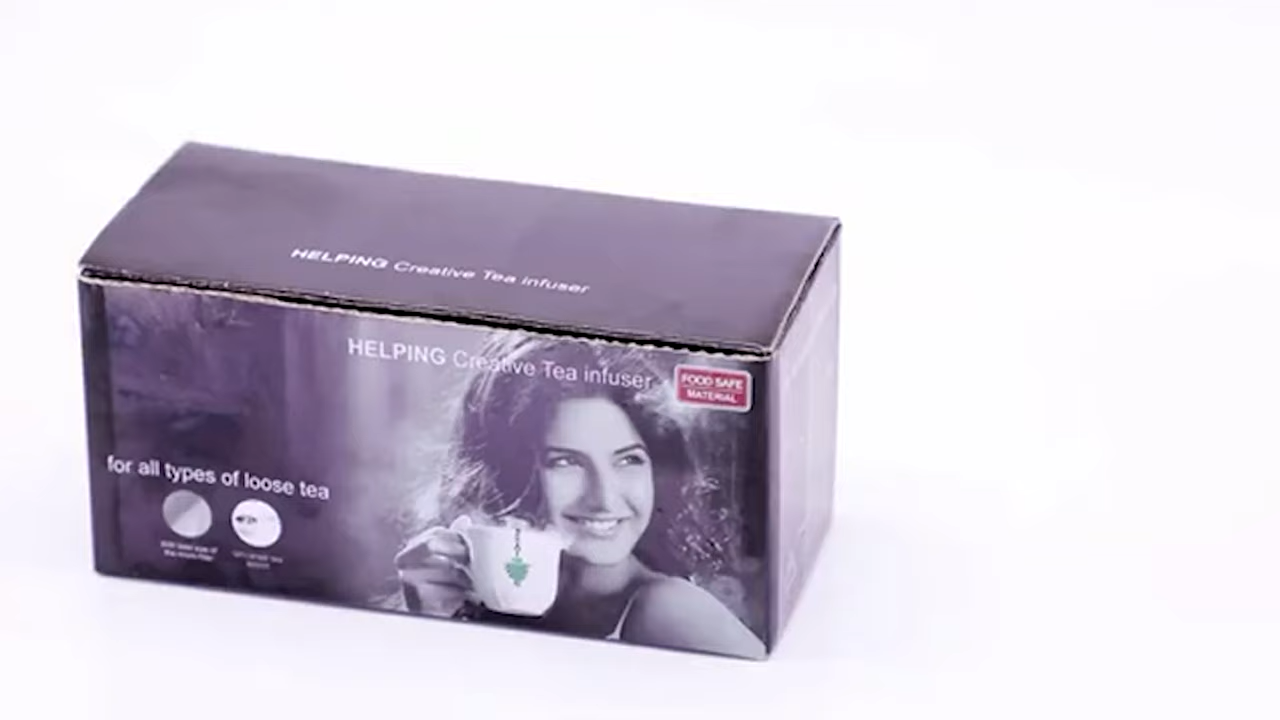 HELPING Creative Tea infuser
HELPING Creative Tea infuser
FOOD SAFE
MATERIAL
for all types of loose tea